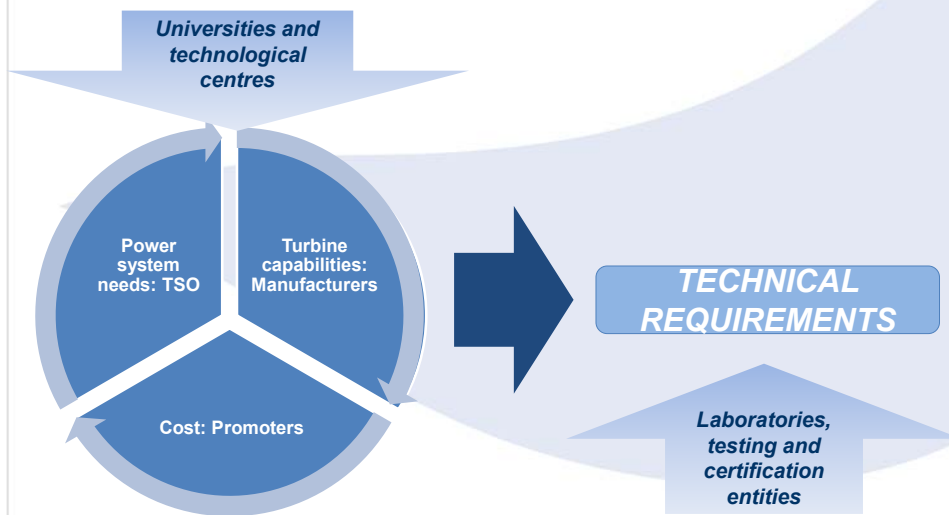 Universities and
technological
centres
Power
system
needs: TSO
Turbine
capabilities:
Manufacturers
Cost: Promoters
TECHNICAL
REQUIREMENTS
Laboratories,
testing and
certification
entities